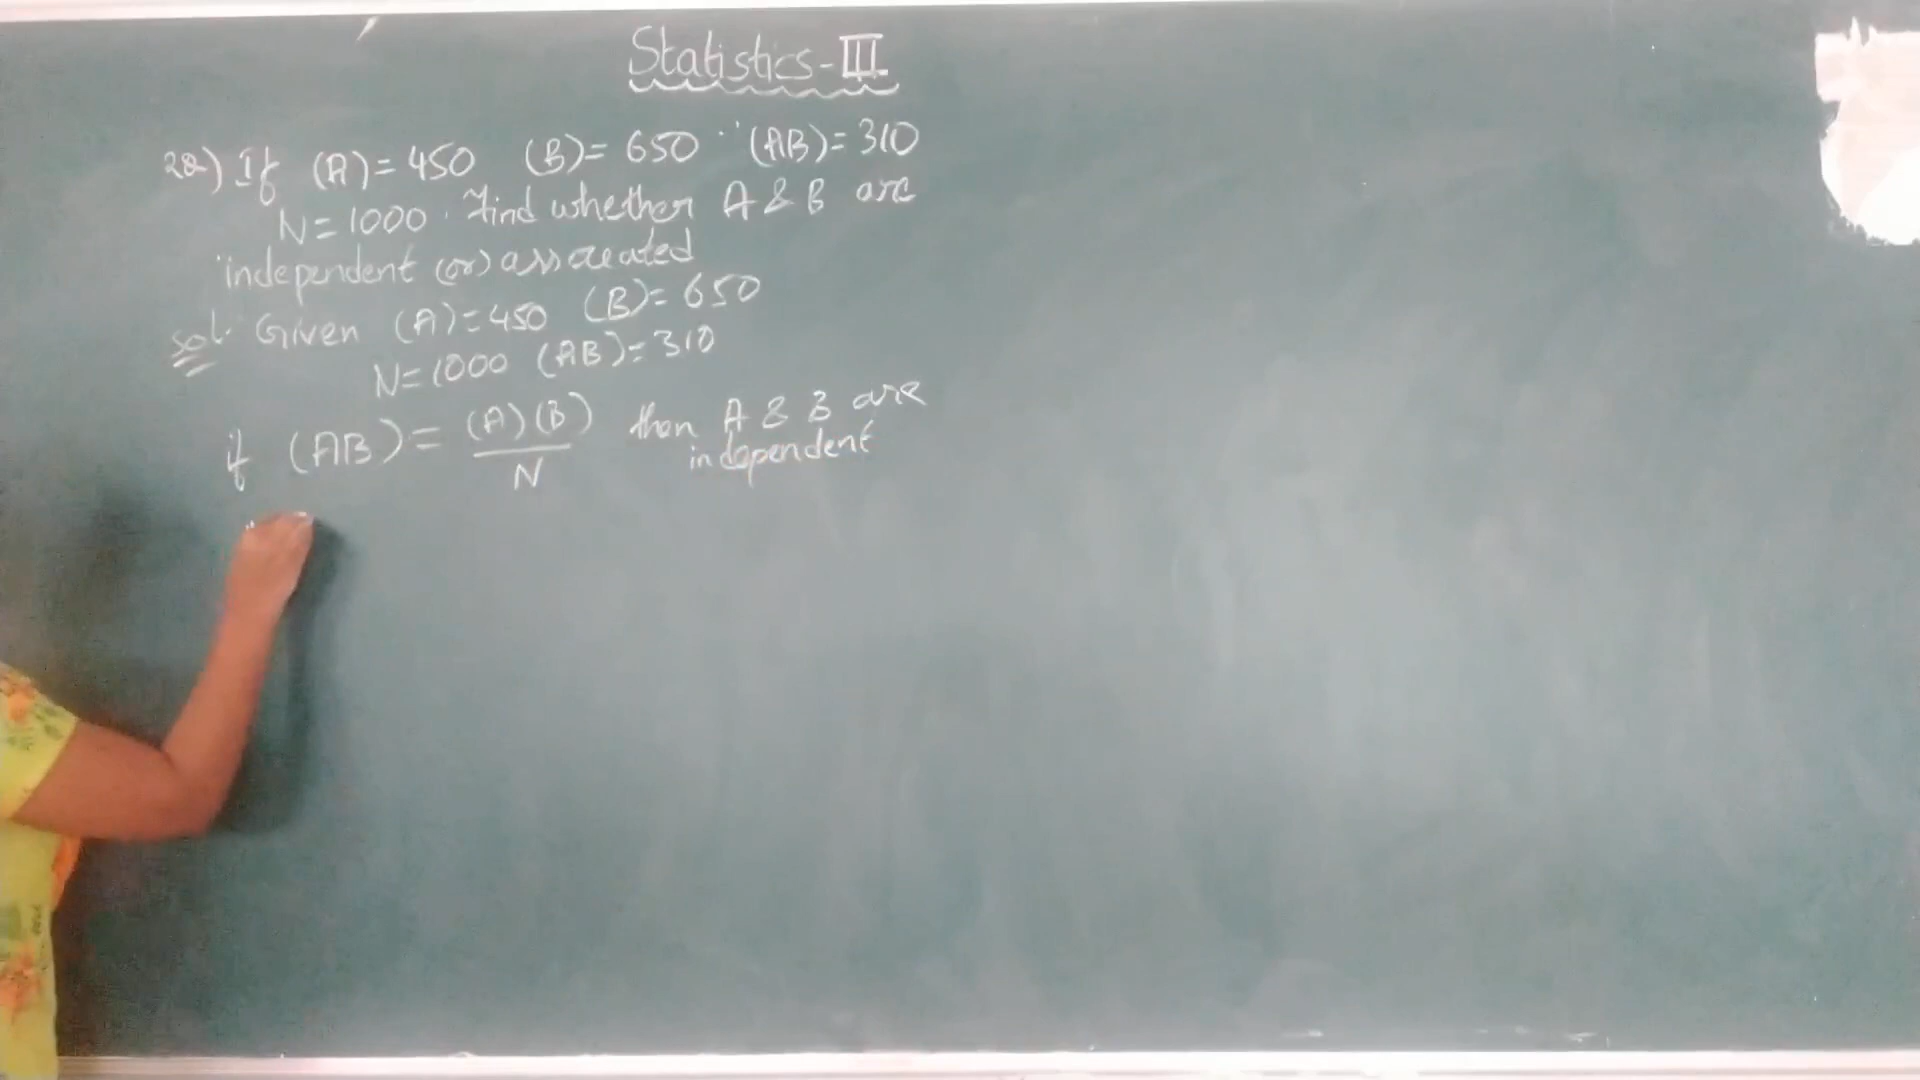 Statistics-III
28) If (A)=450 (B)=650 (AB)=310
N=1000. Find whether A & B are
independent (or) associated
sol. Given (A)=450 (B)=650
N=1000 (AB)=310
if (AB)= (A)(B)/N then A & B are
independent